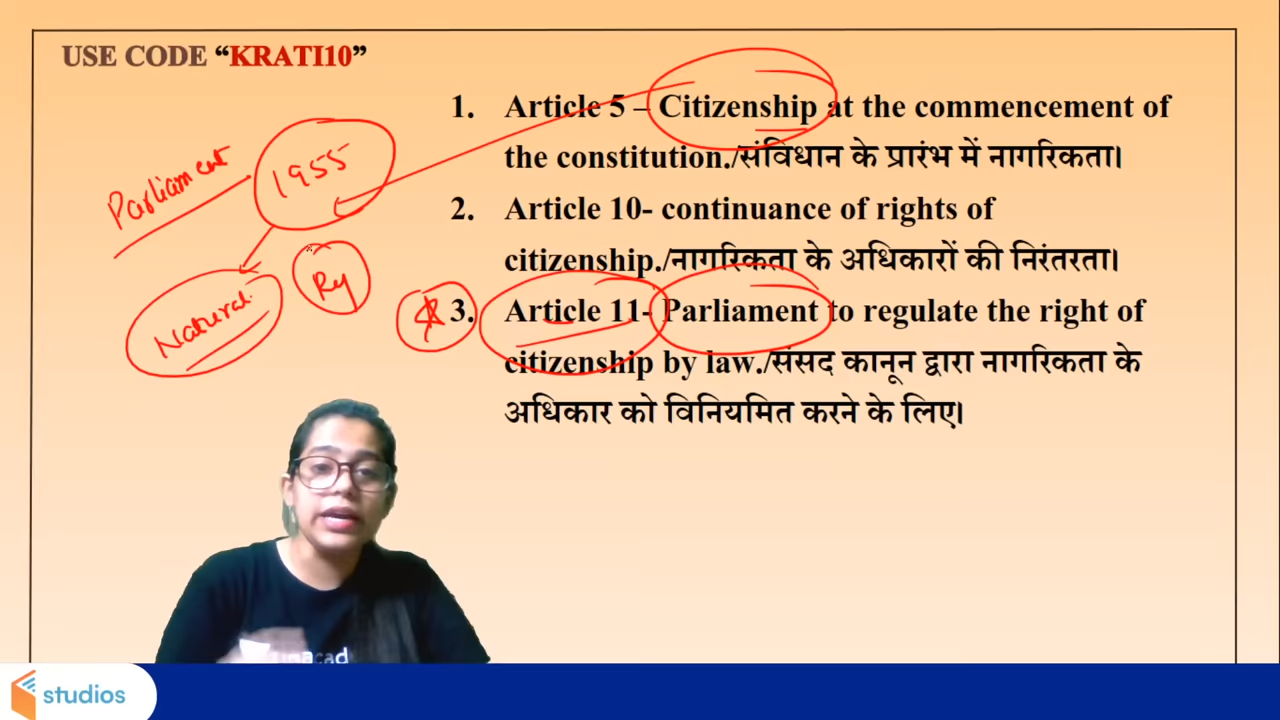 USE CODE “KRATI10”
1. Article 5 – Citizenship at the commencement of
the constitution./संविधान के प्रारंभ में नागरिकता।
2. Article 10- continuance of rights of
citizenship./नागरिकता के अधिकारों की निरंतरता।
3. Article 11- Parliament to regulate the right of
citizenship by law./संसद कानून द्वारा नागरिकता के
अधिकार को विनियमित करने के लिए।
Parliament
1955
Natural
studios